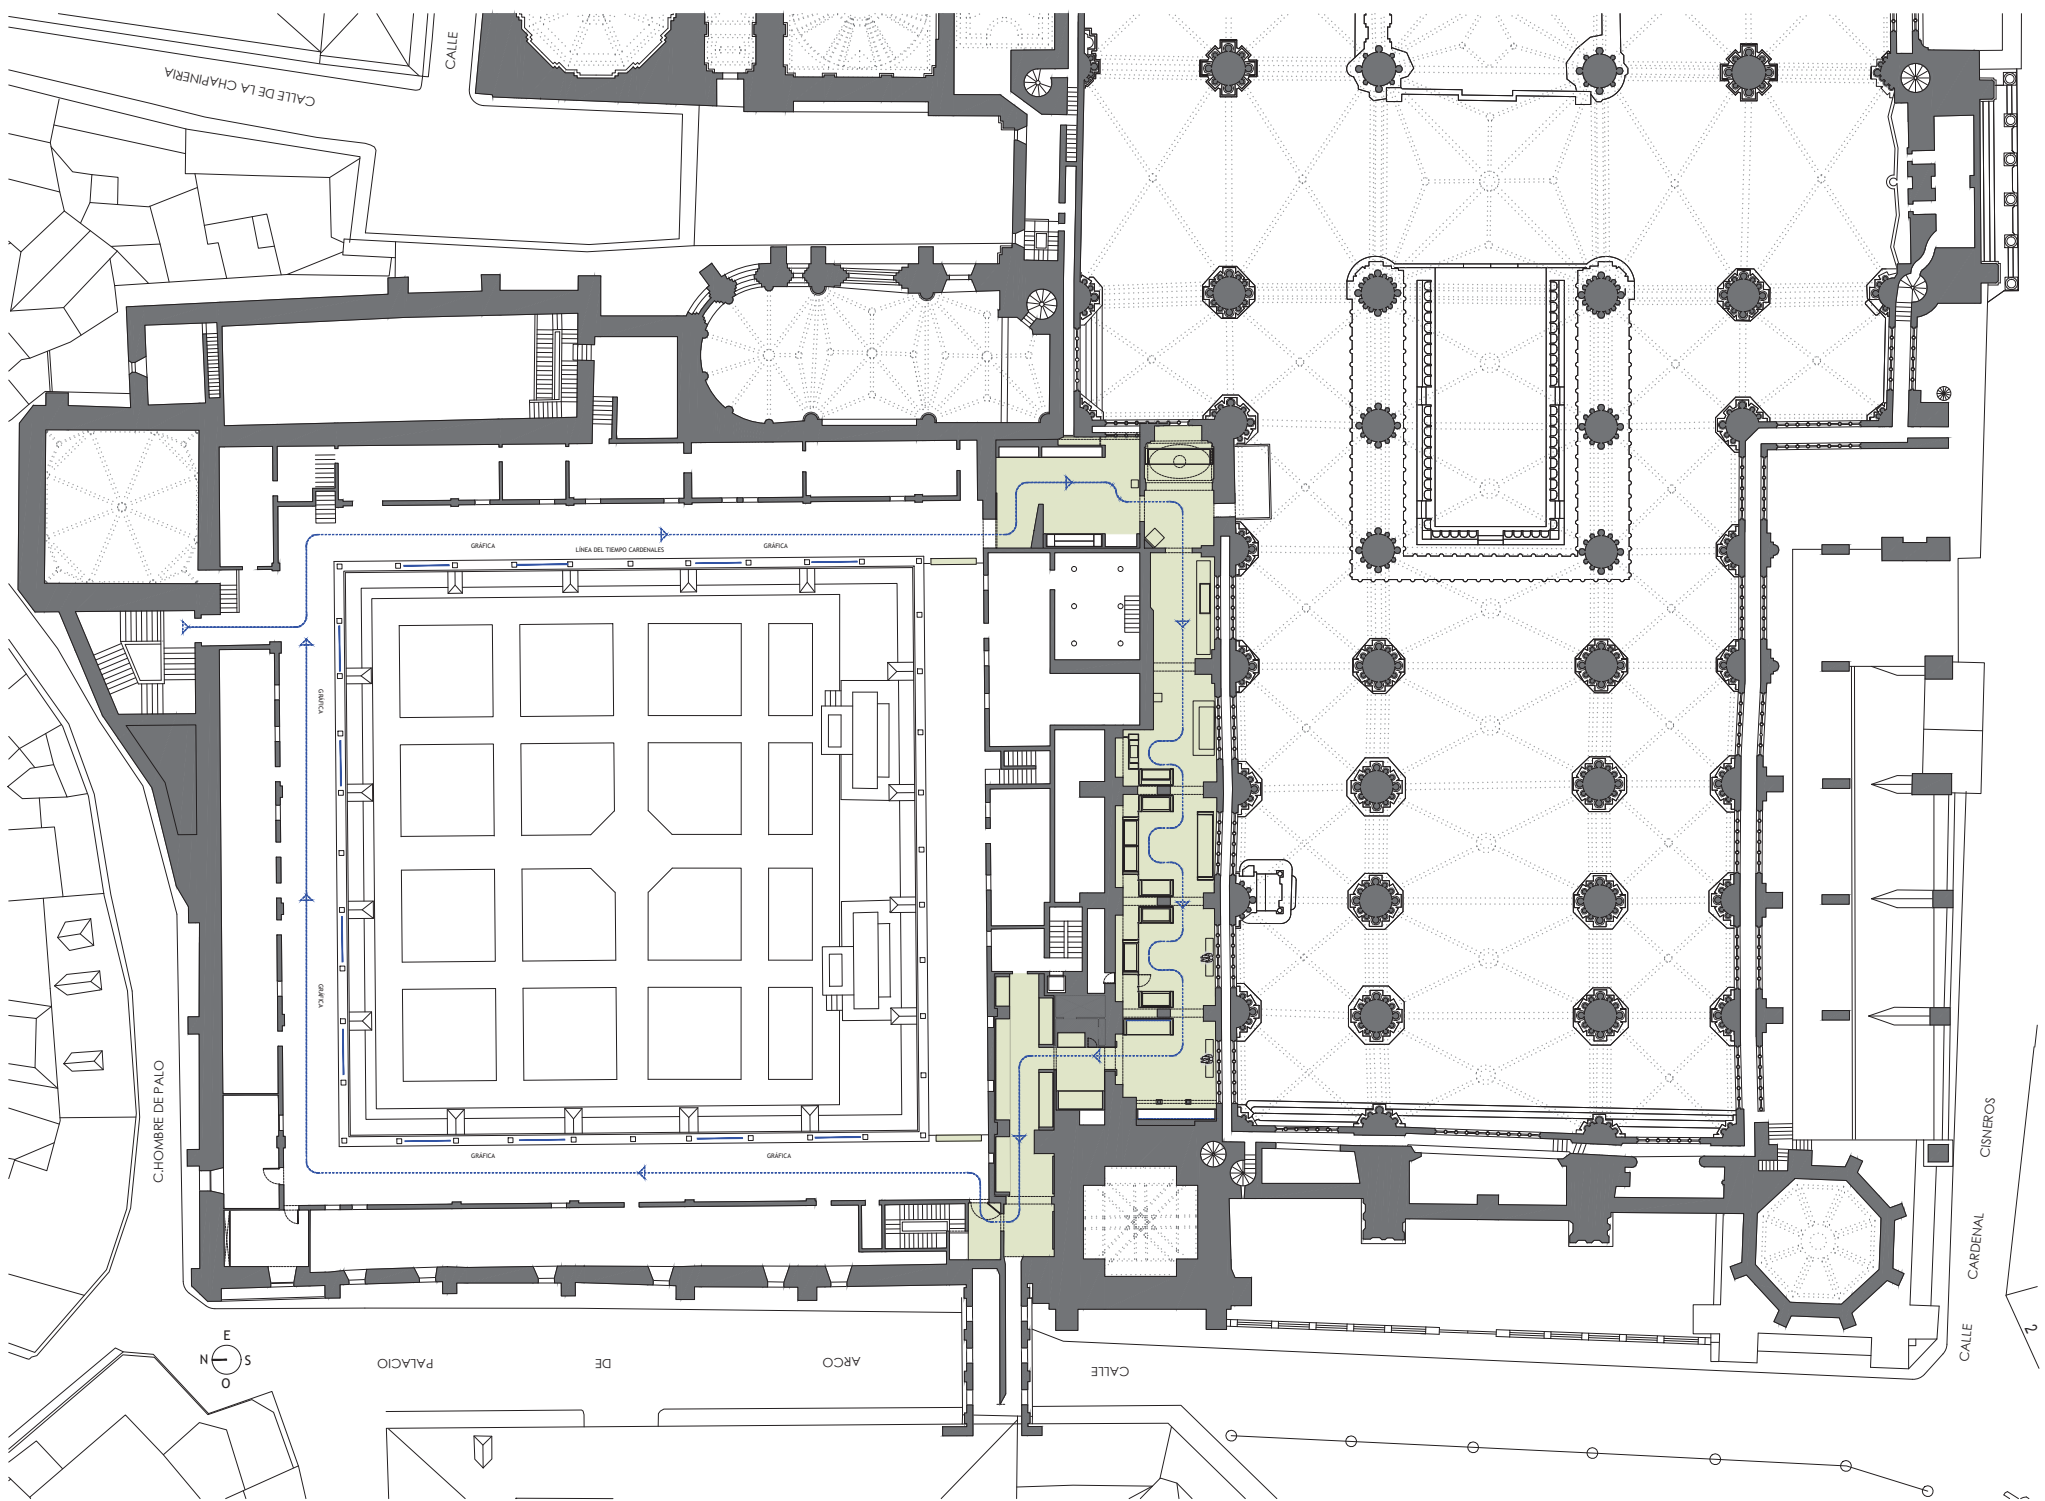 CALLE
CALLE DE LA CHAPINERIA
GRÁFICA
LÍNEA DEL TIEMPO CARDENALES
GRÁFICA
GRÁFICA
GRÁFICA
C.HOMBRE DE PALO
GRÁFICA
GRÁFICA
CALLE
ARCO
DE
PALACIO
CALLE
CARDENAL
CISNEROS
E
N
S
O